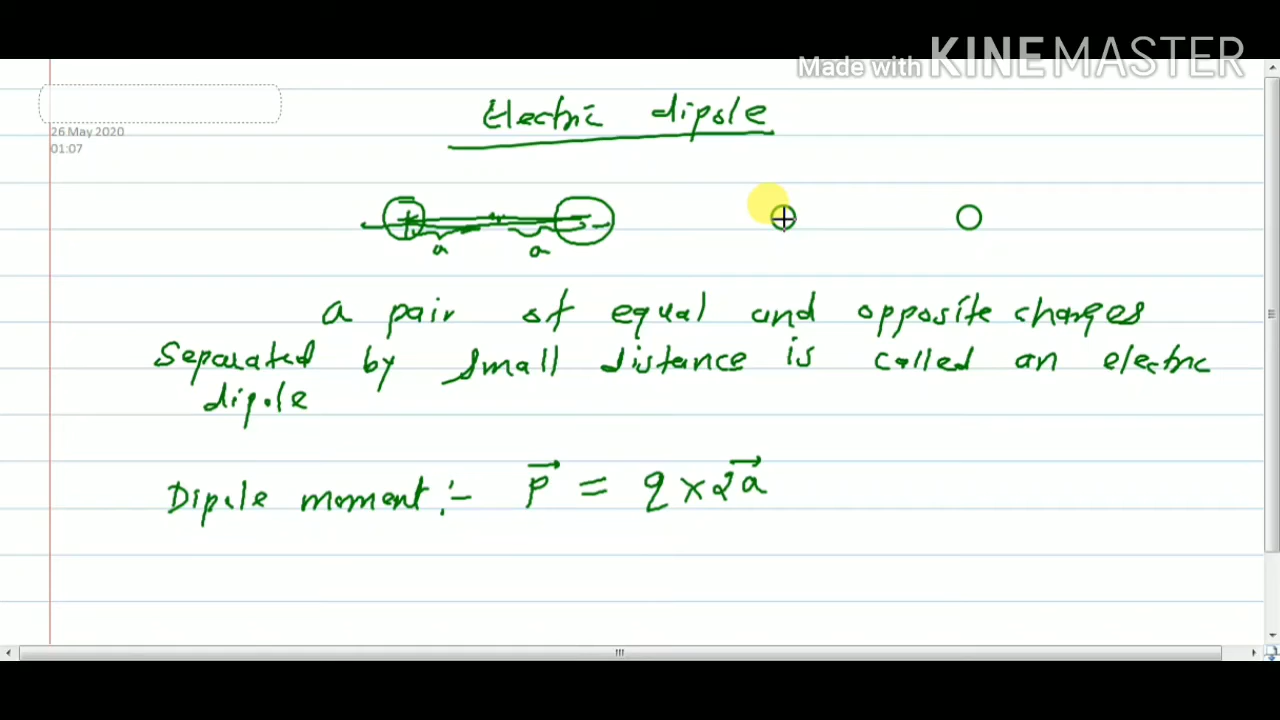 Made with KINEMASTER
26 May 2020
01:07
Electric dipole
+ - +
a a
a pair of equal and opposite charges
Separated by small distance is called an electric
dipole
Dipole moment :- p⃗ = q × 2a⃗